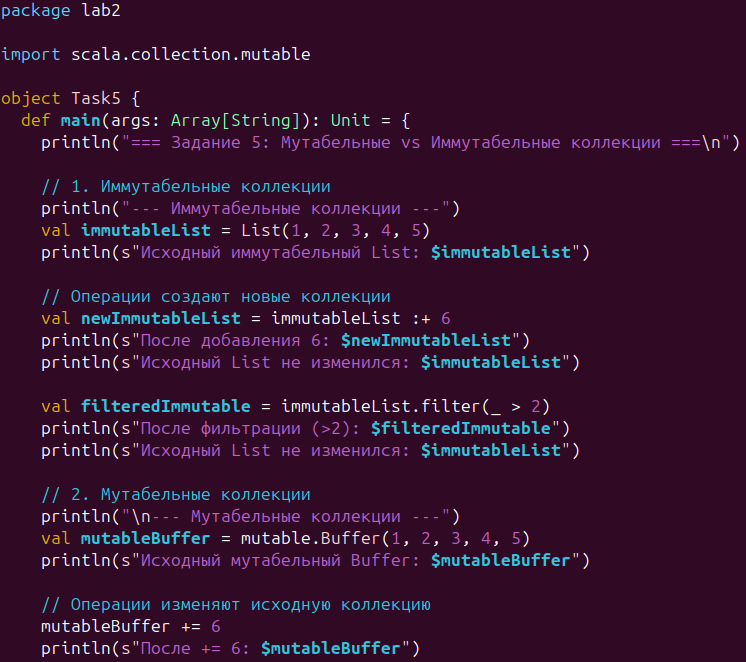 package lab2
import scala.collection.mutable
object Task5 {
def main(args: Array[String]): Unit = {
println("=== Задание 5: Мутабельные vs Иммутабельные коллекции ===\n")
// 1. Иммутабельные коллекции
println("--- Иммутабельные коллекции ---")
val immutableList = List(1, 2, 3, 4, 5)
println(s"Исходный иммутабельный List: $immutableList")
// Операции создают новые коллекции
val newImmutableList = immutableList :+ 6
println(s"После добавления 6: $newImmutableList")
println(s"Исходный List не изменился: $immutableList")
val filteredImmutable = immutableList.filter(_ > 2)
println(s"После фильтрации (>2): $filteredImmutable")
println(s"Исходный List не изменился: $immutableList")
// 2. Мутабельные коллекции
println("\n--- Мутабельные коллекции ---")
val mutableBuffer = mutable.Buffer(1, 2, 3, 4, 5)
println(s"Исходный мутабельный Buffer: $mutableBuffer")
// Операции изменяют исходную коллекцию
mutableBuffer += 6
println(s"После += 6: $mutableBuffer")